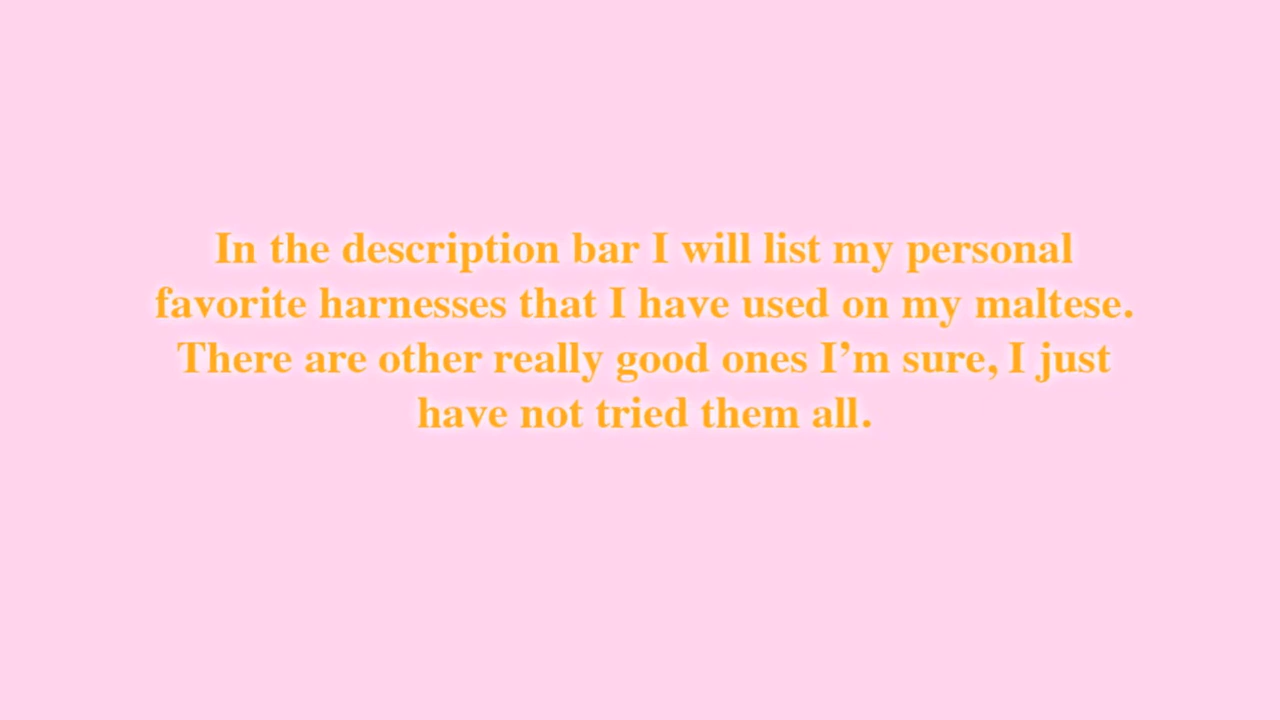 In the description bar I will list my personal
favorite harnesses that I have used on my maltese.
There are other really good ones I’m sure, I just
have not tried them all.